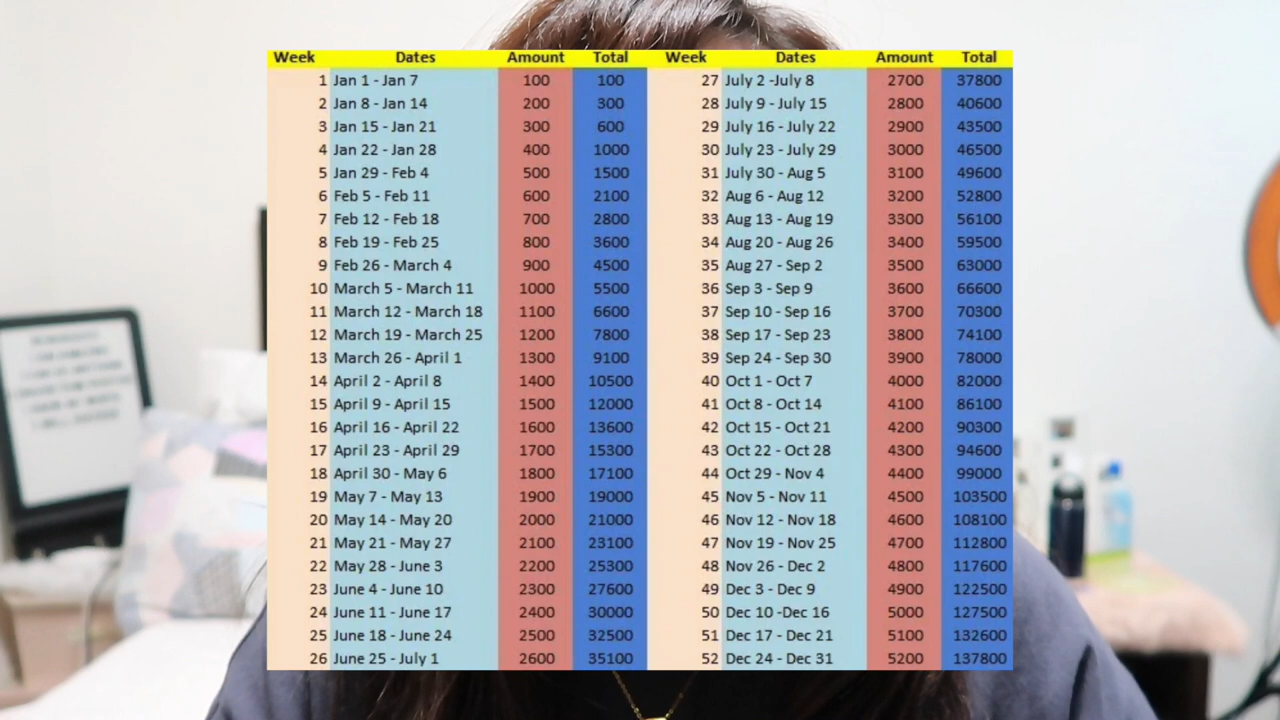 Week Dates Amount Total Week Dates Amount Total
1 Jan 1 - Jan 7 100 100 27 July 2 -July 8 2700 37800
2 Jan 8 - Jan 14 200 300 28 July 9 - July 15 2800 40600
3 Jan 15 - Jan 21 300 600 29 July 16 - July 22 2900 43500
4 Jan 22 - Jan 28 400 1000 30 July 23 - July 29 3000 46500
5 Jan 29 - Feb 4 500 1500 31 July 30 - Aug 5 3100 49600
6 Feb 5 - Feb 11 600 2100 32 Aug 6 - Aug 12 3200 52800
7 Feb 12 - Feb 18 700 2800 33 Aug 13 - Aug 19 3300 56100
8 Feb 19 - Feb 25 800 3600 34 Aug 20 - Aug 26 3400 59500
9 Feb 26 - March 4 900 4500 35 Aug 27 - Sep 2 3500 63000
10 March 5 - March 11 1000 5500 36 Sep 3 - Sep 9 3600 66600
11 March 12 - March 18 1100 6600 37 Sep 10 - Sep 16 3700 70300
12 March 19 - March 25 1200 7800 38 Sep 17 - Sep 23 3800 74100
13 March 26 - April 1 1300 9100 39 Sep 24 - Sep 30 3900 78000
14 April 2 - April 8 1400 10500 40 Oct 1 - Oct 7 4000 82000
15 April 9 - April 15 1500 12000 41 Oct 8 - Oct 14 4100 86100
16 April 16 - April 22 1600 13600 42 Oct 15 - Oct 21 4200 90300
17 April 23 - April 29 1700 15300 43 Oct 22 - Oct 28 4300 94600
18 April 30 - May 6 1800 17100 44 Oct 29 - Nov 4 4400 99000
19 May 7 - May 13 1900 19000 45 Nov 5 - Nov 11 4500 103500
20 May 14 - May 20 2000 21000 46 Nov 12 - Nov 18 4600 108100
21 May 21 - May 27 2100 23100 47 Nov 19 - Nov 25 4700 112800
22 May 28 - June 3 2200 25300 48 Nov 26 - Dec 2 4800 117600
23 June 4 - June 10 2300 27600 49 Dec 3 - Dec 9 4900 122500
24 June 11 - June 17 2400 30000 50 Dec 10 -Dec 16 5000 127500
25 June 18 - June 24 2500 32500 51 Dec 17 - Dec 21 5100 132600
26 June 25 - July 1 2600 35100 52 Dec 24 - Dec 31 5200 137800